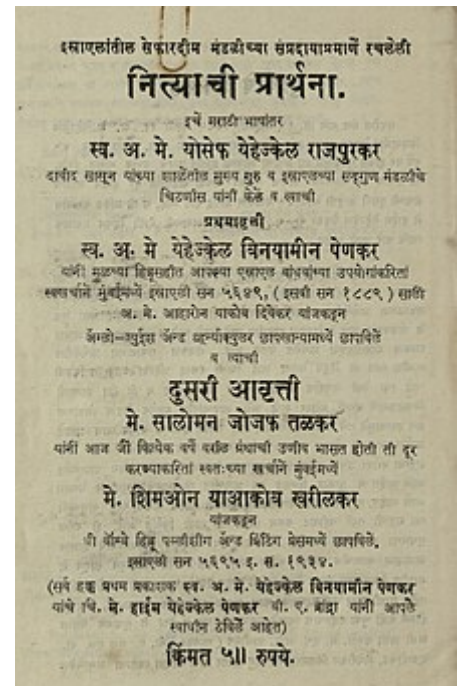 इस्राएलांतील सेफारदीम मंडळीच्या संप्रदायाप्रमाणें रचलेली
नित्याची प्रार्थना.
इचें मराठी भाषांतर
स्व. अ. मे. योसेफ येहेज्केल राजपुरकर
दावीद सासून यांच्या शाळेंतील मुख्य गुरु व इस्राएलच्या सद्गुण मंडळीचे
चिटणीस यांनीं केलें व त्याची
प्रथमावृत्ती
स्व. अ. मे येहेज्केल बिनयामीन पेणकर
यांनीं मुळच्या हिब्रूसहीत आपल्या एस्राएल बांधवांच्या उपयोगाकरितां
स्वखर्चानें मुंबईमध्यें इस्राएली सन ५६४९, (इसवी सन १८८९) साठीं
अ. मे. आहारोन याकोब दिवेकर यांजकडून
अँग्लो-ज्युईश अँन्ड व्हर्न्याक्युलर छापखान्यामध्यें छापविलें
व त्याची
दुसरी आवृत्ती
मे. सालोमन जोजफ तळकर
यांनीं आज जी कित्येक वर्षें वरील ग्रंथाची उणीव भासत होती ती दूर
करण्याकरितां स्वतःच्या खर्चानें मुंबईमध्यें
मे. शिमओन याआकोब खरीलकर
यांजकडून
धी बॉम्बे हिब्रू पब्लीशींग अँन्ड प्रिंटिंग प्रेसमध्यें छापविलें.
इस्राएली सन ५६९५ इ. स. १९३४.
(सर्व हक्क प्रथम प्रकाशक स्व. अ. मे. येहेज्केल बिनयामीन पेणकर
यांचे चि. मे. हाईम येहेज्केल पेणकर बी. ए. बांद्रा यांनीं आपले
स्वाधीन ठेविले आहेत)
किंमत ५॥ रुपये.